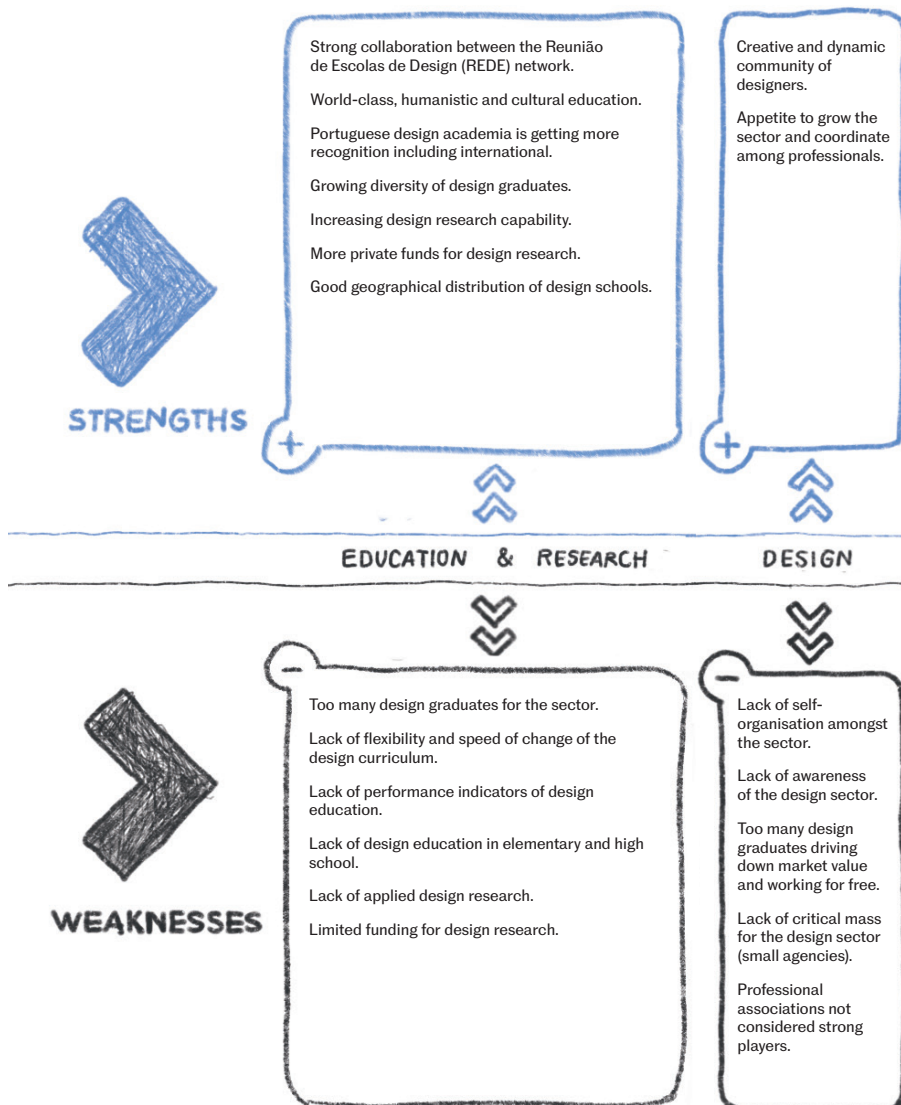 Strong collaboration between the Reunião
de Escolas de Design (REDE) network.
World-class, humanistic and cultural education.
Portuguese design academia is getting more
recognition including international.
Growing diversity of design graduates.
Increasing design research capability.
More private funds for design research.
Good geographical distribution of design schools.
Creative and dynamic
community of
designers.
Appetite to grow the
sector and coordinate
among professionals.
STRENGTHS
+
+
EDUCATION & RESEARCH
DESIGN
-
-
Too many design graduates for the sector.
Lack of flexibility and speed of change of the
design curriculum.
Lack of performance indicators of design
education.
Lack of design education in elementary and high
school.
Lack of applied design research.
Limited funding for design research.
Lack of self-
organisation amongst
the sector.
Lack of awareness
of the design sector.
Too many design
graduates driving
down market value
and working for free.
Lack of critical mass
for the design sector
(small agencies).
Professional
associations not
considered strong
players.
WEAKNESSES